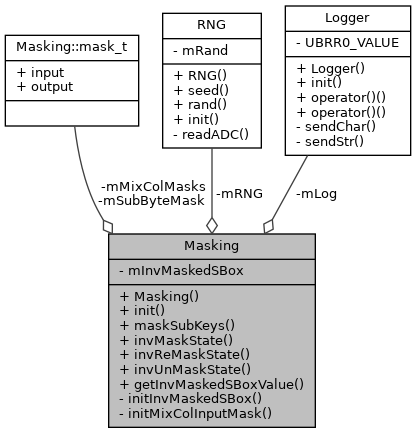 Masking::mask_t
+ input
+ output
RNG
- mRand
+ RNG()
+ seed()
+ rand()
+ init()
- readADC()
Logger
- UBRR0_VALUE
+ Logger()
+ init()
+ operator()()
+ operator()()
- sendChar()
- sendStr()
-mMixColMasks
-mSubByteMask
-mRNG
-mLog
Masking
- mInvMaskedSBox
+ Masking()
+ init()
+ maskSubKeys()
+ invMaskState()
+ invReMaskState()
+ invUnMaskState()
+ getInvMaskedSBoxValue()
- initInvMaskedSBox()
- initMixColInputMask()